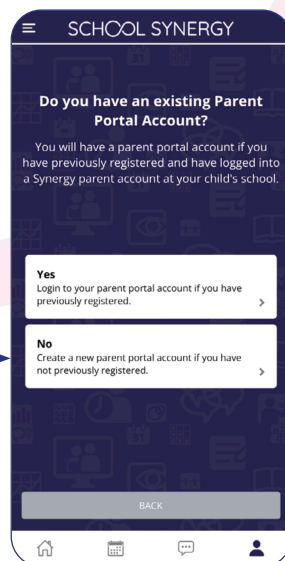 SCHOOL SYNERGY
Do you have an existing Parent
Portal Account?
You will have a parent portal account if you
have previously registered and have logged into
a Synergy parent account at your child's school.
Yes
Login to your parent portal account if you have
previously registered.
No
Create a new parent portal account if you have
not previously registered.
BACK